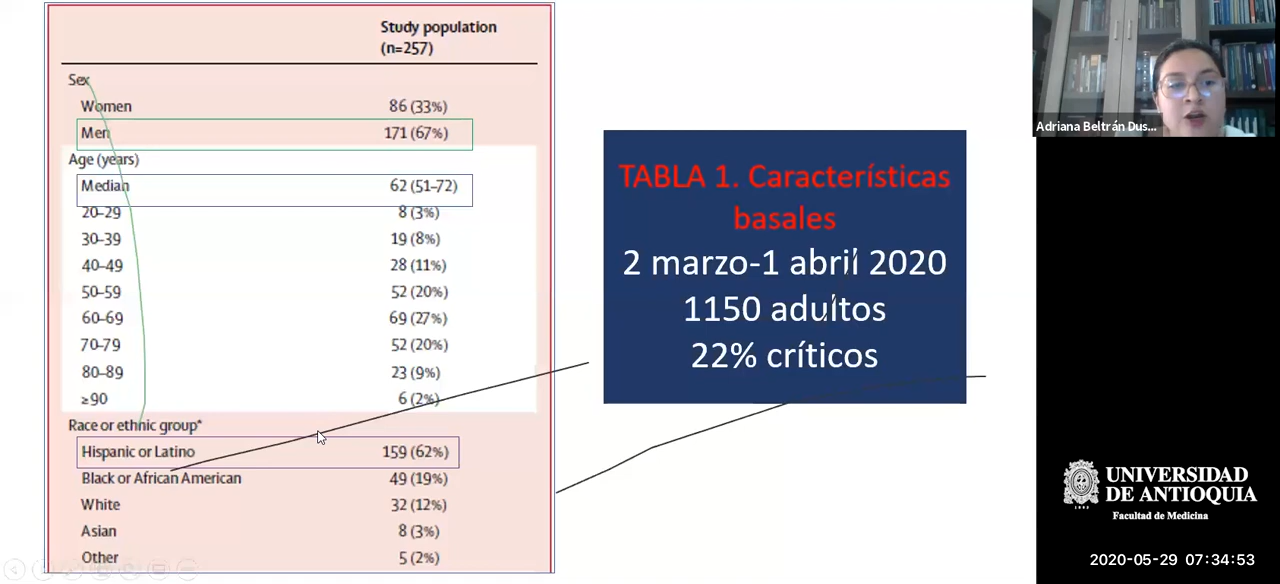 Study population
(n=257)
Sex
Women 86 (33%)
Men 171 (67%)
Age (years)
Median 62 (51–72)
20–29 8 (3%)
30–39 19 (8%)
40–49 28 (11%)
50–59 52 (20%)
60–69 69 (27%)
70–79 52 (20%)
80–89 23 (9%)
≥90 6 (2%)
Race or ethnic group*
Hispanic or Latino 159 (62%)
Black or African American 49 (19%)
White 32 (12%)
Asian 8 (3%)
Other 5 (2%)
TABLA 1. Características
basales
2 marzo-1 abril 2020
1150 adultos
22% críticos
Adriana Beltrán Dus...
UNIVERSIDAD
DE ANTIOQUIA
Facultad de Medicina
2020-05-29 07:34:53